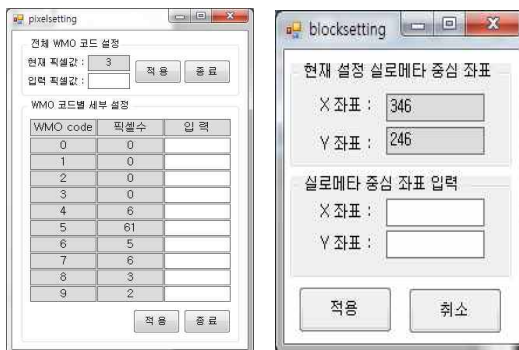 pixelsetting
전체 WMO 코드 설정
현재 픽셀값 : 3
입력 픽셀값 :
적 용 종 료
WMO 코드별 세부 설정
WMO code 픽셀수 입 력
0 0
1 0
2 0
3 0
4 6
5 61
6 5
7 6
8 3
9 2
적 용 종 료
blocksetting
현재 설정 실로메타 중심 좌표
X 좌표 : 346
Y 좌표 : 246
실로메타 중심 좌표 입력
X 좌표 :
Y 좌표 :
적용 취소